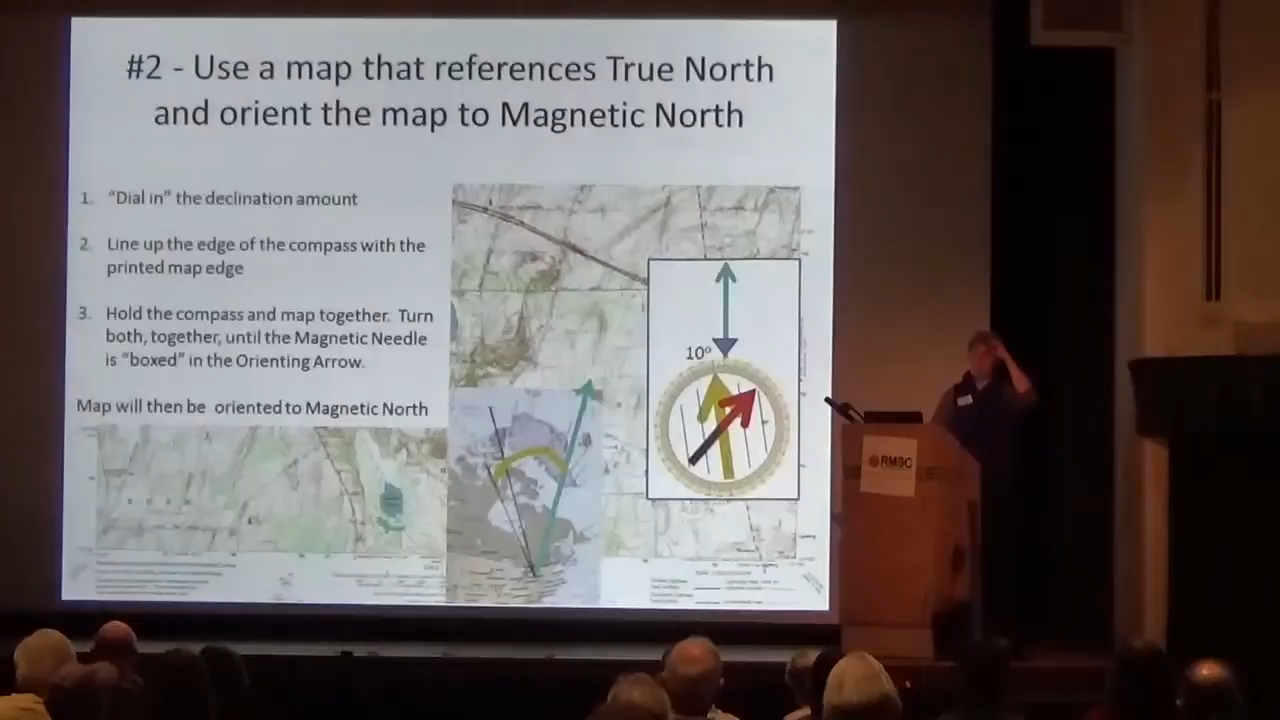 #2 - Use a map that references True North
and orient the map to Magnetic North
1. “Dial in” the declination amount
2. Line up the edge of the compass with the
printed map edge
3. Hold the compass and map together. Turn
both, together, until the Magnetic Needle
is “boxed” in the Orienting Arrow.
Map will then be oriented to Magnetic North
10°
RMSC